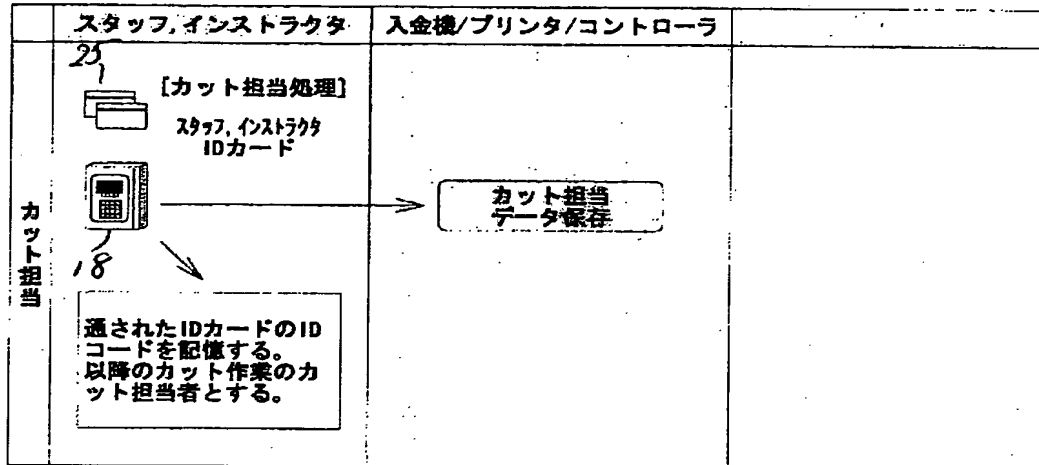 スタッフ,インストラクタ
入金機/プリンタ/コントローラ
25
[カット担当処理]
スタッフ,インストラクタ
IDカード
カット担当
データ保存
カット担当
18
通されたIDカードのID
コードを記憶する。
以降のカット作業のカ
ット担当者とする。